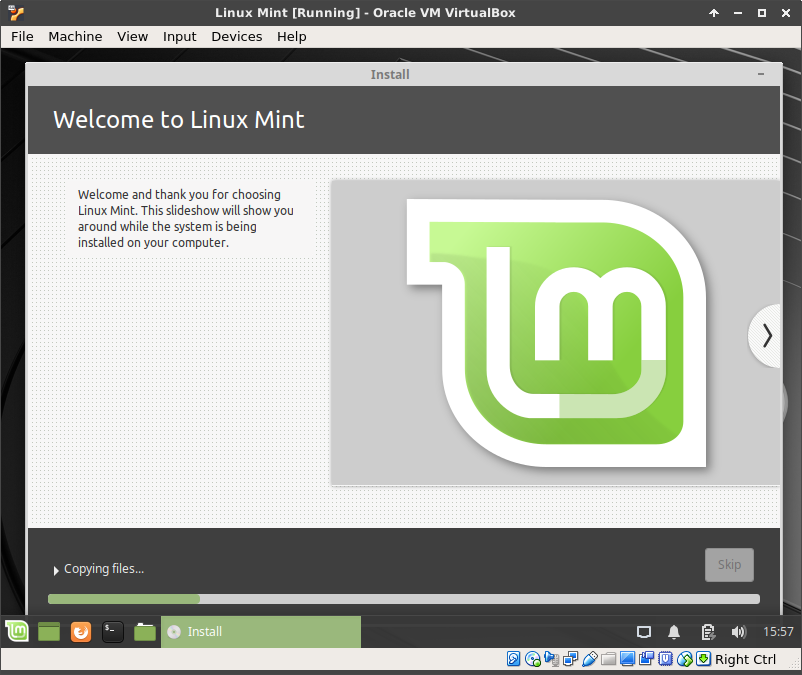 Linux Mint [Running] - Oracle VM VirtualBox
File Machine View Input Devices Help
Install
Welcome to Linux Mint
Welcome and thank you for choosing
Linux Mint. This slideshow will show you
around while the system is being
installed on your computer.
Copying files...
Skip
Install
15:57
Right Ctrl